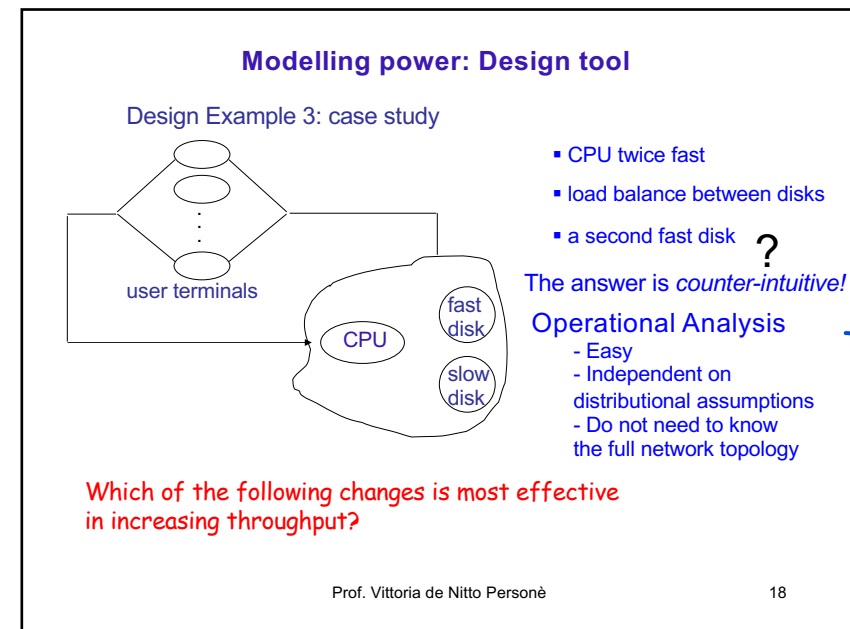 Modelling power: Design tool
Design Example 3: case study
user terminals
CPU
fast
disk
slow
disk
▪ CPU twice fast
▪ load balance between disks
▪ a second fast disk
?
The answer is counter-intuitive!
Operational Analysis
- Easy
- Independent on
distributional assumptions
- Do not need to know
the full network topology
Which of the following changes is most effective
in increasing throughput?
Prof. Vittoria de Nitto Personè
18